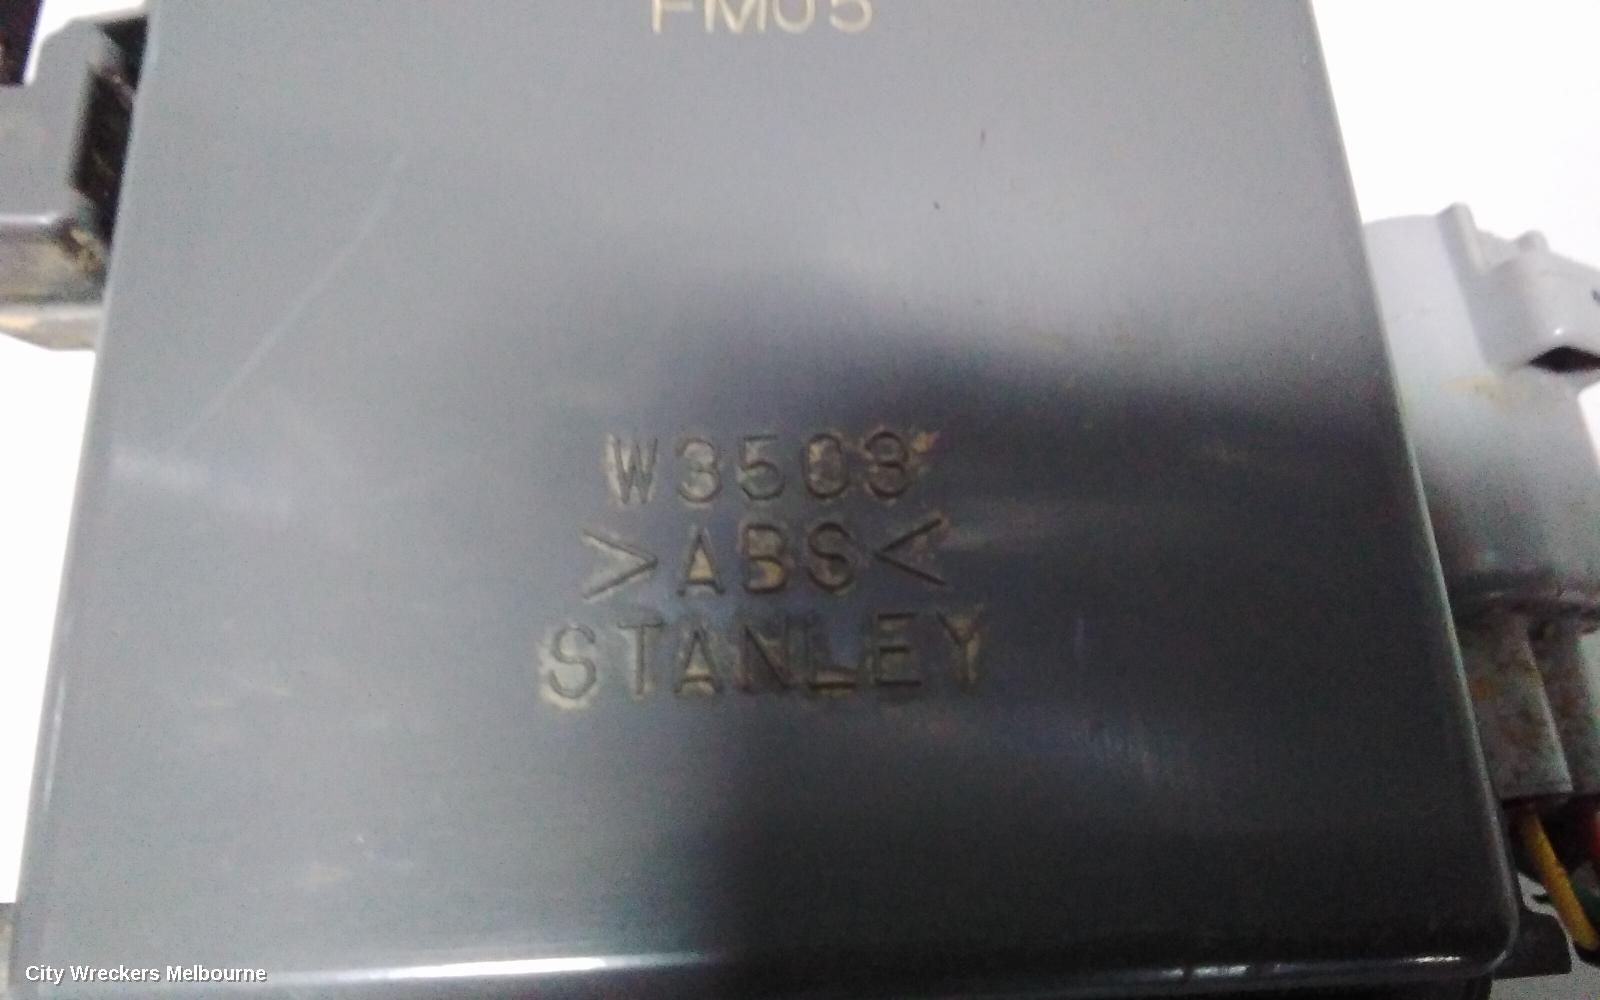 FM05
W3503
>ABS<
STANLEY
City Wreckers Melbourne